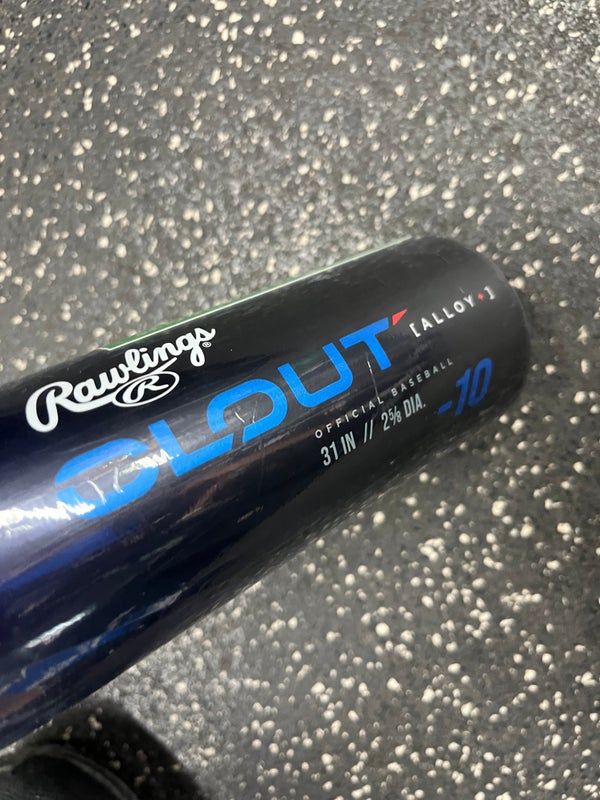 Rawlings®
R
CLOUT
[ALLOY+]
OFFICIAL BASEBALL
31 IN // 2⅝ DIA.
-10